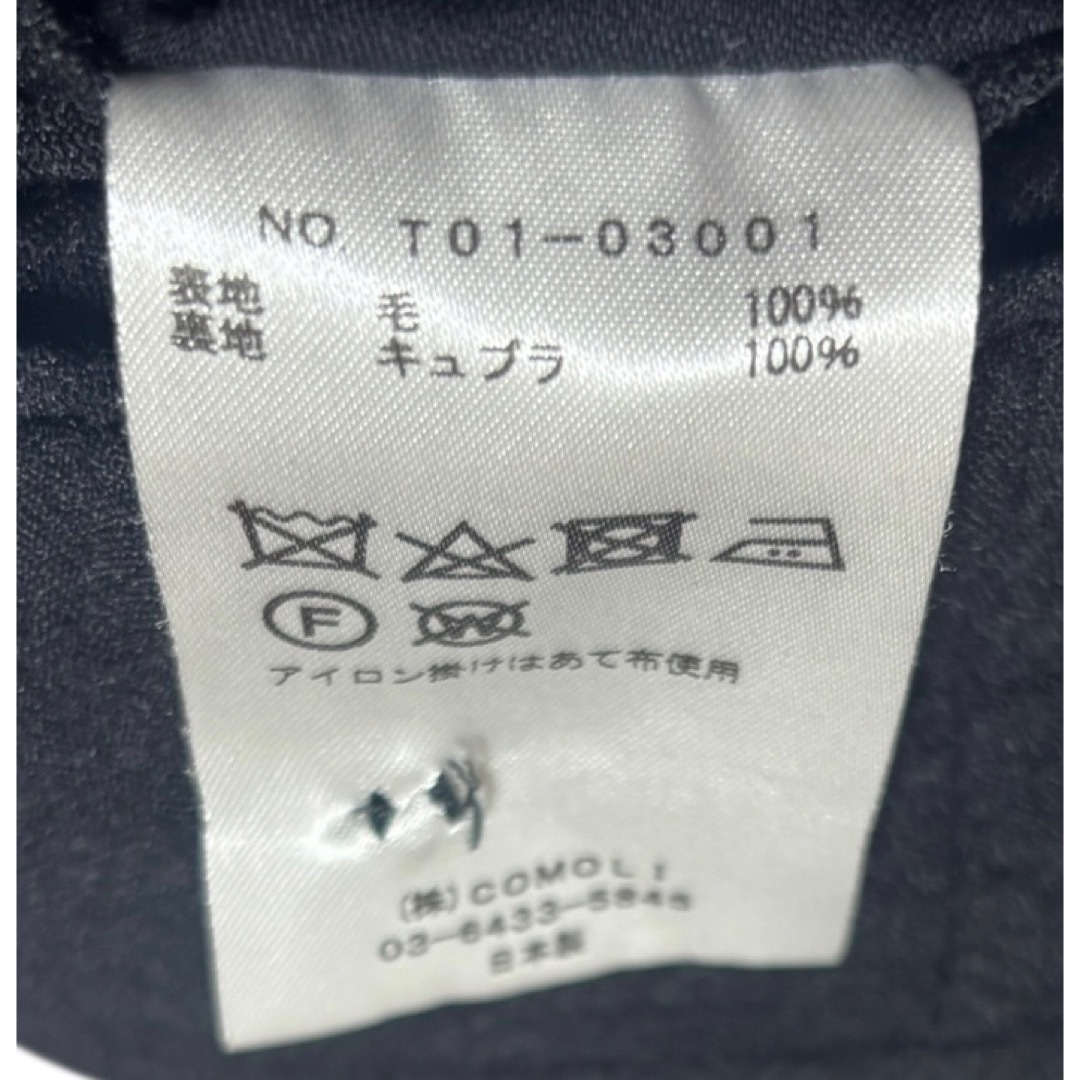 NO. T01-03001
表地 毛 100%
裏地 キュプラ 100%
F W
アイロン掛けはあて布使用
(株)COMOLI
03-6433-5846
日本製